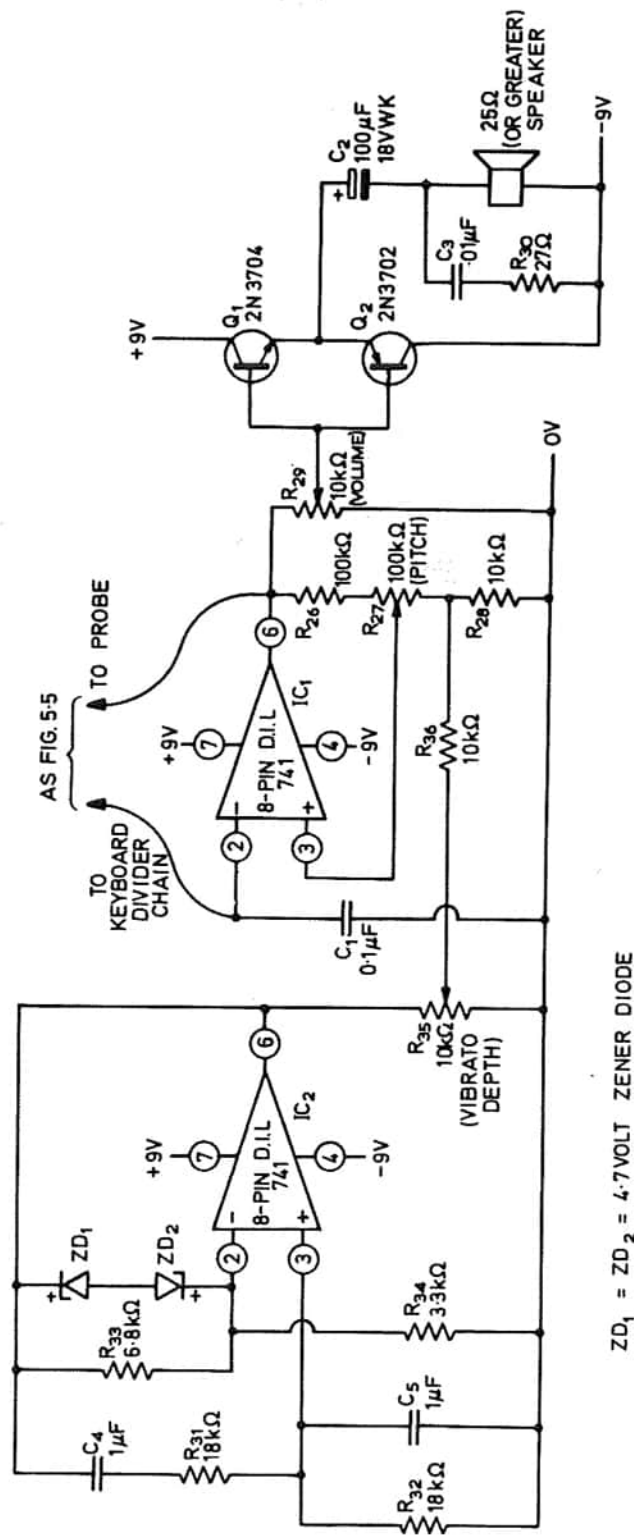 AS FIG. 5·5
TO KEYBOARD DIVIDER CHAIN
TO PROBE
C4
1µF
R31
18kΩ
R32
18kΩ
C5
1µF
R33
6·8kΩ
ZD1
ZD2
+
+
R34
3·3kΩ
2
3
-
+
8-PIN D.I.L
741
+9V
7
4
-9V
6
IC2
R35
10kΩ
(VIBRATO DEPTH)
C1
0·1µF
2
3
-
+
8-PIN D.I.L
741
+9V
7
4
-9V
6
IC1
R36
10kΩ
R26
100kΩ
R27
100kΩ
(PITCH)
R28
10kΩ
R29
10kΩ
(VOLUME)
0V
+9V
Q1
2N3704
Q2
2N3702
C2
100µF
18VWK
+
C3
·01µF
R30
27Ω
25Ω
(OR GREATER)
SPEAKER
-9V
ZD1 = ZD2 = 4·7VOLT ZENER DIODE